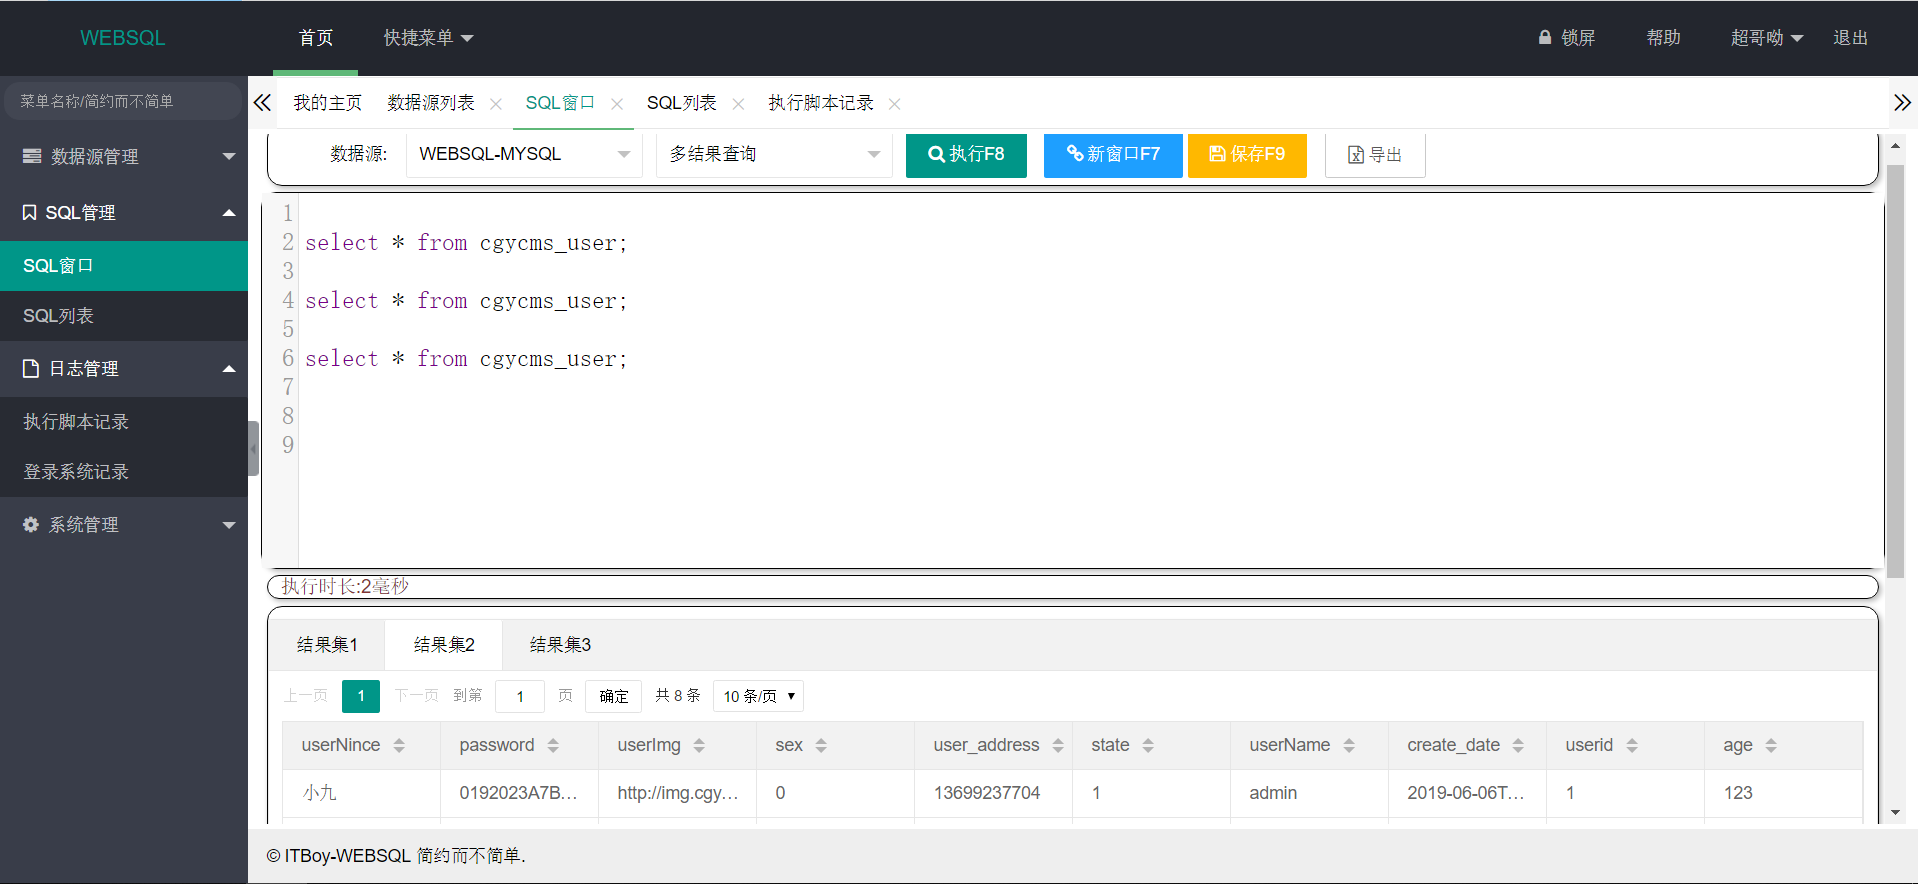 WEBSQL 首页 快捷菜单 锁屏 帮助 超哥呦 退出
菜单名称/简约而不简单
数据源管理
SQL管理
SQL窗口
SQL列表
日志管理
执行脚本记录
登录系统记录
系统管理
我的主页 数据源列表 SQL窗口 SQL列表 执行脚本记录
数据源: WEBSQL-MYSQL 多结果查询 执行F8 新窗口F7 保存F9 导出
1
2 select * from cgycms_user;
3
4 select * from cgycms_user;
5
6 select * from cgycms_user;
7
8
9
执行时长:2毫秒
结果集1 结果集2 结果集3
上一页 1 下一页 到第 1 页 确定 共 8 条 10 条/页
userNince password userImg sex user_address state userName create_date userid age
小九 0192023A7B... http://img.cgy... 0 13699237704 1 admin 2019-06-06T... 1 123
© ITBoy-WEBSQL 简约而不简单.